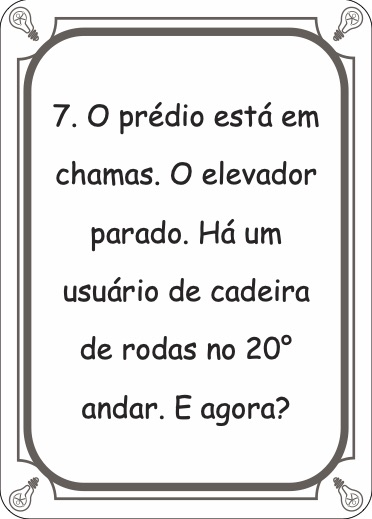 7. O prédio está em
chamas. O elevador
parado. Há um
usuário de cadeira
de rodas no 20°
andar. E agora?